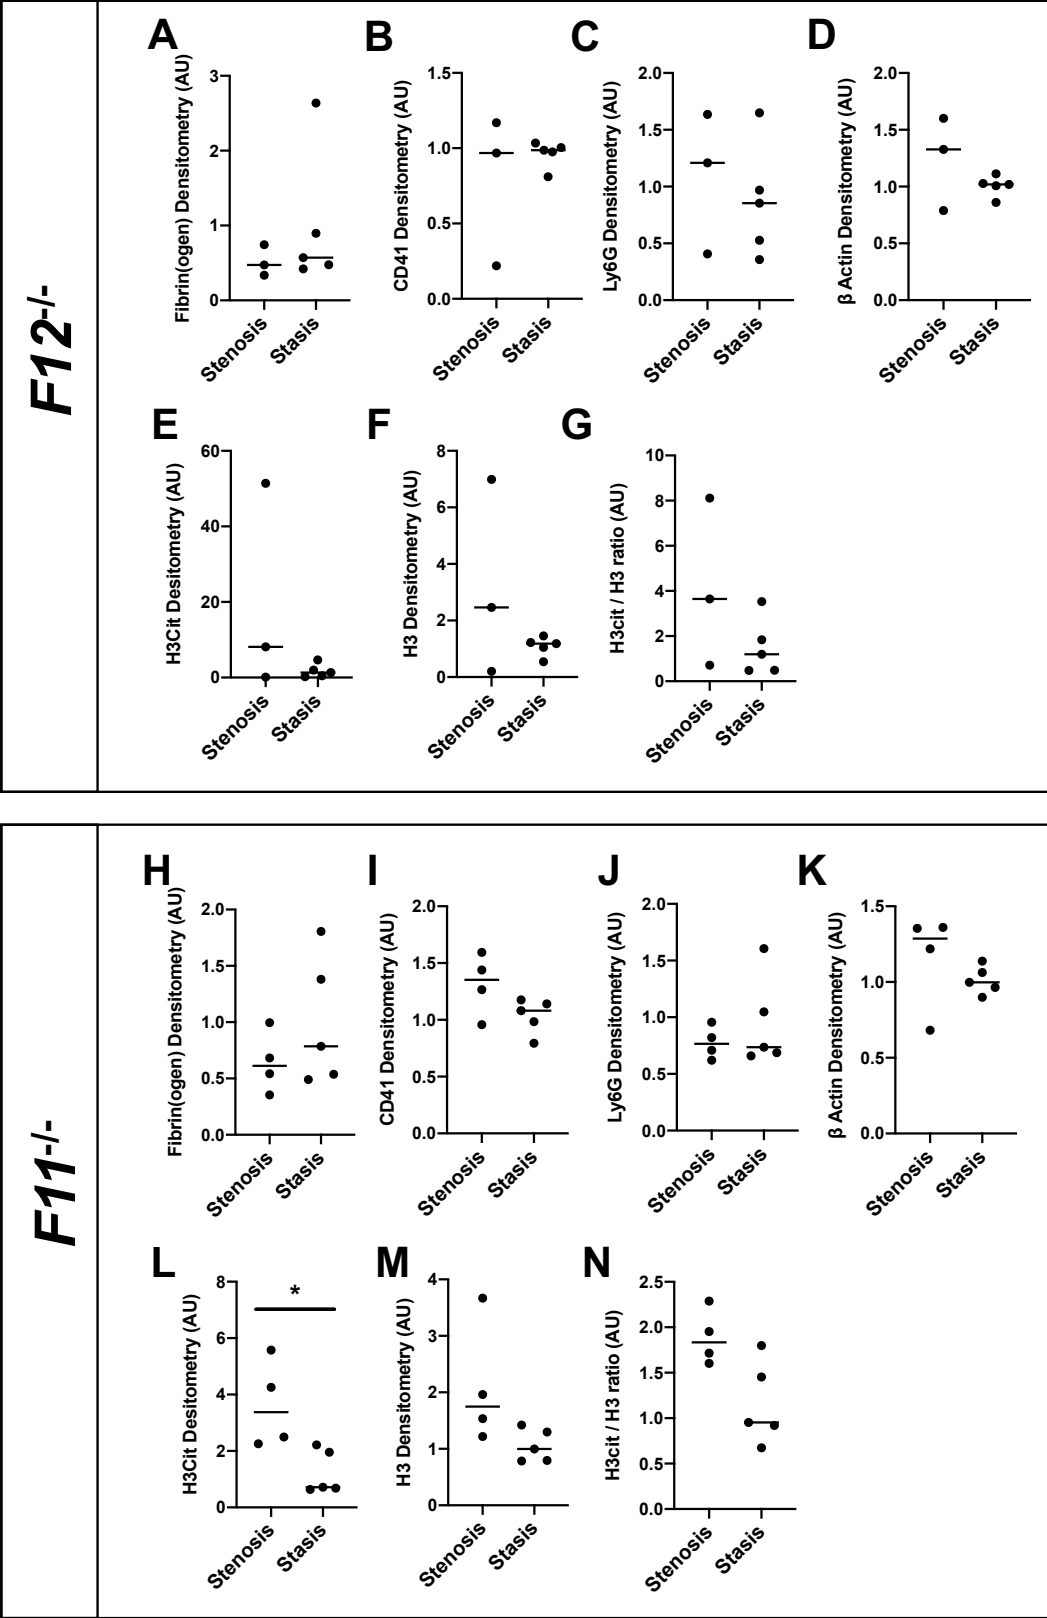 F12-/-
A
Fibrin(ogen) Densitometry (AU)
3
2
1
0
Stenosis
Stasis
B
CD41 Densitometry (AU)
1.5
1.0
0.5
0.0
Stenosis
Stasis
C
Ly6G Densitometry (AU)
2.0
1.5
1.0
0.5
0.0
Stenosis
Stasis
D
β Actin Densitometry (AU)
2.0
1.5
1.0
0.5
0.0
Stenosis
Stasis
E
H3Cit Desitometry (AU)
60
40
20
0
Stenosis
Stasis
F
H3 Densitometry (AU)
8
6
4
2
0
Stenosis
Stasis
G
H3cit / H3 ratio (AU)
10
8
6
4
2
0
Stenosis
Stasis
F11-/-
H
Fibrin(ogen) Densitometry (AU)
2.0
1.5
1.0
0.5
0.0
Stenosis
Stasis
I
CD41 Densitometry (AU)
2.0
1.5
1.0
0.5
0.0
Stenosis
Stasis
J
Ly6G Densitometry (AU)
2.0
1.5
1.0
0.5
0.0
Stenosis
Stasis
K
β Actin Densitometry (AU)
1.5
1.0
0.5
0.0
Stenosis
Stasis
L
H3Cit Desitometry (AU)
8
6
4
2
0
*
Stenosis
Stasis
M
H3 Densitometry (AU)
4
3
2
1
0
Stenosis
Stasis
N
H3cit / H3 ratio (AU)
2.5
2.0
1.5
1.0
0.5
0.0
Stenosis
Stasis